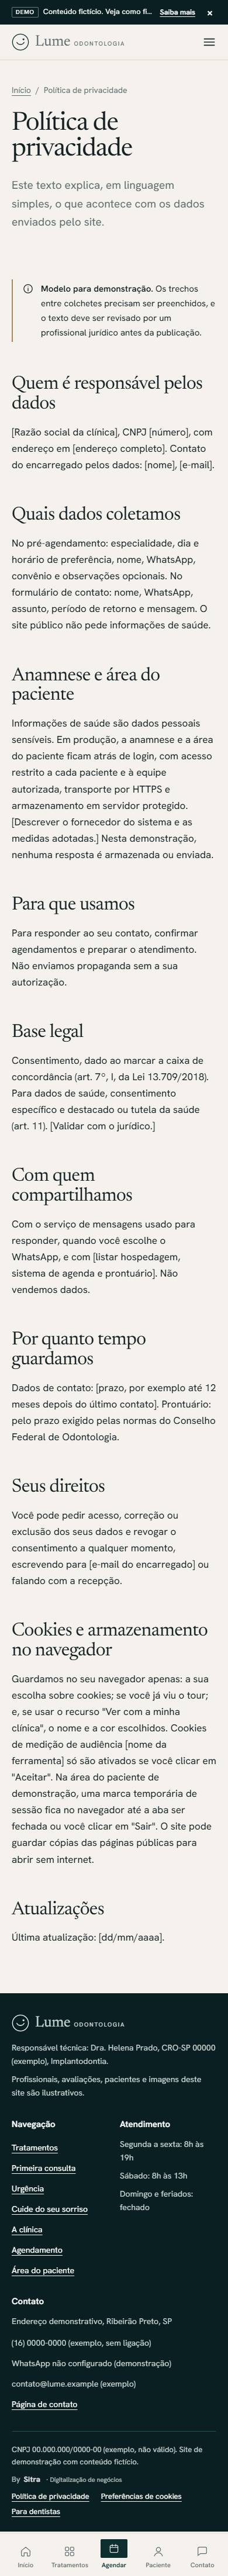 DEMO Conteúdo fictício. Veja como fi... Saiba mais ×
Lume ODONTOLOGIA
Início / Política de privacidade
Política de
privacidade
Este texto explica, em linguagem
simples, o que acontece com os dados
enviados pelo site.
Modelo para demonstração. Os trechos
entre colchetes precisam ser preenchidos, e
o texto deve ser revisado por um
profissional jurídico antes da publicação.
Quem é responsável pelos
dados
[Razão social da clínica], CNPJ [número], com
endereço em [endereço completo]. Contato
do encarregado pelos dados: [nome], [e-mail].
Quais dados coletamos
No pré-agendamento: especialidade, dia e
horário de preferência, nome, WhatsApp,
convênio e observações opcionais. No
formulário de contato: nome, WhatsApp,
assunto, período de retorno e mensagem. O
site público não pede informações de saúde.
Anamnese e área do
paciente
Informações de saúde são dados pessoais
sensíveis. Em produção, a anamnese e a área
do paciente ficam atrás de login, com acesso
restrito a cada paciente e à equipe
autorizada, transporte por HTTPS e
armazenamento em servidor protegido.
[Descrever o fornecedor do sistema e as
medidas adotadas.] Nesta demonstração,
nenhuma resposta é armazenada ou enviada.
Para que usamos
Para responder ao seu contato, confirmar
agendamentos e preparar o atendimento.
Não enviamos propaganda sem a sua
autorização.
Base legal
Consentimento, dado ao marcar a caixa de
concordância (art. 7º, I, da Lei 13.709/2018).
Para dados de saúde, consentimento
específico e destacado ou tutela da saúde
(art. 11). [Validar com o jurídico.]
Com quem
compartilhamos
Com o serviço de mensagens usado para
responder, quando você escolhe o
WhatsApp, e com [listar hospedagem,
sistema de agenda e prontuário]. Não
vendemos dados.
Por quanto tempo
guardamos
Dados de contato: [prazo, por exemplo até 12
meses depois do último contato]. Prontuário:
pelo prazo exigido pelas normas do Conselho
Federal de Odontologia.
Seus direitos
Você pode pedir acesso, correção ou
exclusão dos seus dados e revogar o
consentimento a qualquer momento,
escrevendo para [e-mail do encarregado] ou
falando com a recepção.
Cookies e armazenamento
no navegador
Guardamos no seu navegador apenas: a sua
escolha sobre cookies; se você já viu o tour;
e, se usar o recurso "Ver com a minha
clínica", o nome e a cor escolhidos. Cookies
de medição de audiência [nome da
ferramenta] só são ativados se você clicar em
"Aceitar". Na área do paciente de
demonstração, uma marca temporária de
sessão fica no navegador até a aba ser
fechada ou você clicar em "Sair". O site pode
guardar cópias das páginas públicas para
abrir sem internet.
Atualizações
Última atualização: [dd/mm/aaaa].
Lume ODONTOLOGIA
Responsável técnica: Dra. Helena Prado, CRO-SP 00000
(exemplo), Implantodontia.
Profissionais, avaliações, pacientes e imagens deste
site são ilustrativos.
Navegação
Tratamentos
Primeira consulta
Urgência
Cuide do seu sorriso
A clínica
Agendamento
Área do paciente
Atendimento
Segunda a sexta: 8h às
19h
Sábado: 8h às 13h
Domingo e feriados:
fechado
Contato
Endereço demonstrativo, Ribeirão Preto, SP
(16) 0000-0000 (exemplo, sem ligação)
WhatsApp não configurado (demonstração)
contato@lume.example (exemplo)
Página de contato
CNPJ 00.000.000/0000-00 (exemplo, não válido). Site de
demonstração com conteúdo fictício.
By Sitra · Digitalização de negócios
Política de privacidade Preferências de cookies
Para dentistas
Início Tratamentos Agendar Paciente Contato